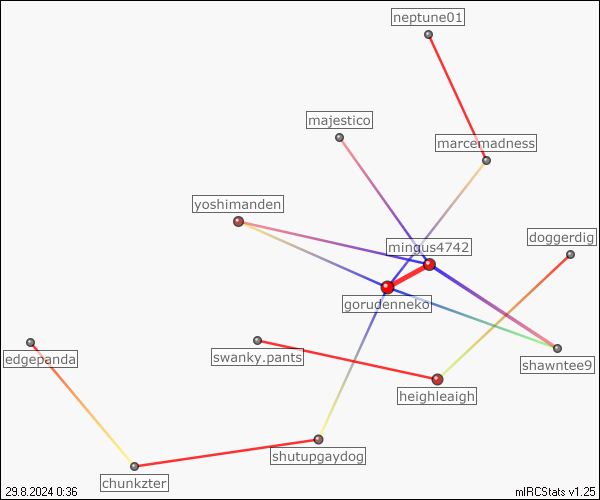 neptune01
majestico
marcemadness
yoshimanden
doggerdig
mingus4742
gorudenneko
edgepanda
swanky.pants
shawntee9
heighleaigh
shutupgaydog
chunkzter
29.8.2024 0:36
mIRCStats v1.25